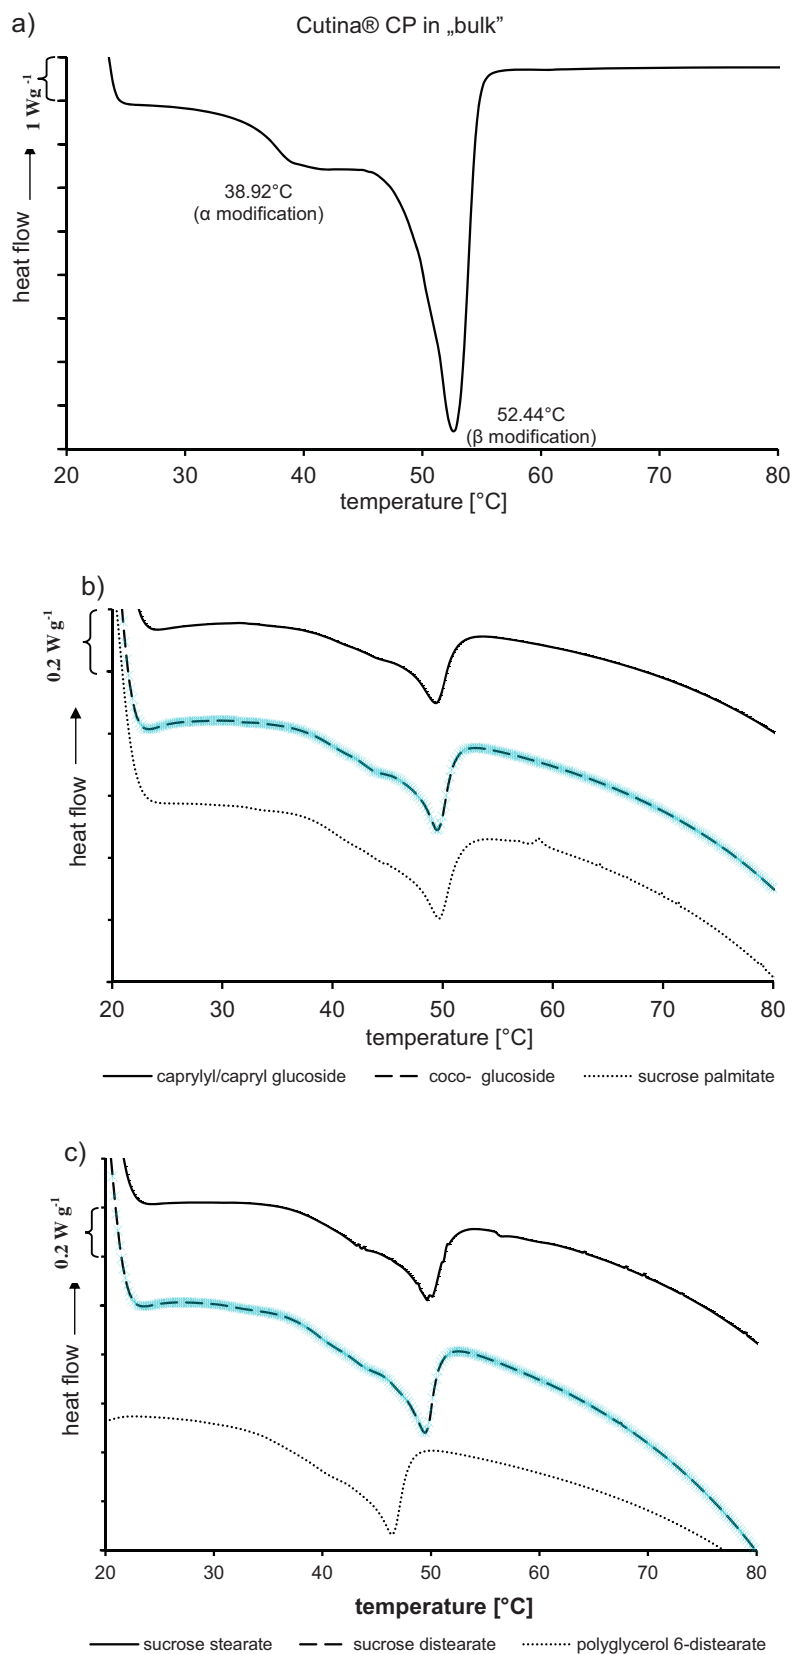 a)
Cutina® CP in „bulk”
1 Wg⁻¹
heat flow
38.92°C
(α modification)
52.44°C
(β modification)
20 30 40 50 60 70 80
temperature [°C]
b)
0.2 W g⁻¹
heat flow
20 30 40 50 60 70 80
temperature [°C]
caprylyl/capryl glucoside coco- glucoside sucrose palmitate
c)
0.2 W g⁻¹
heat flow
20 30 40 50 60 70 80
temperature [°C]
sucrose stearate sucrose distearate polyglycerol 6-distearate